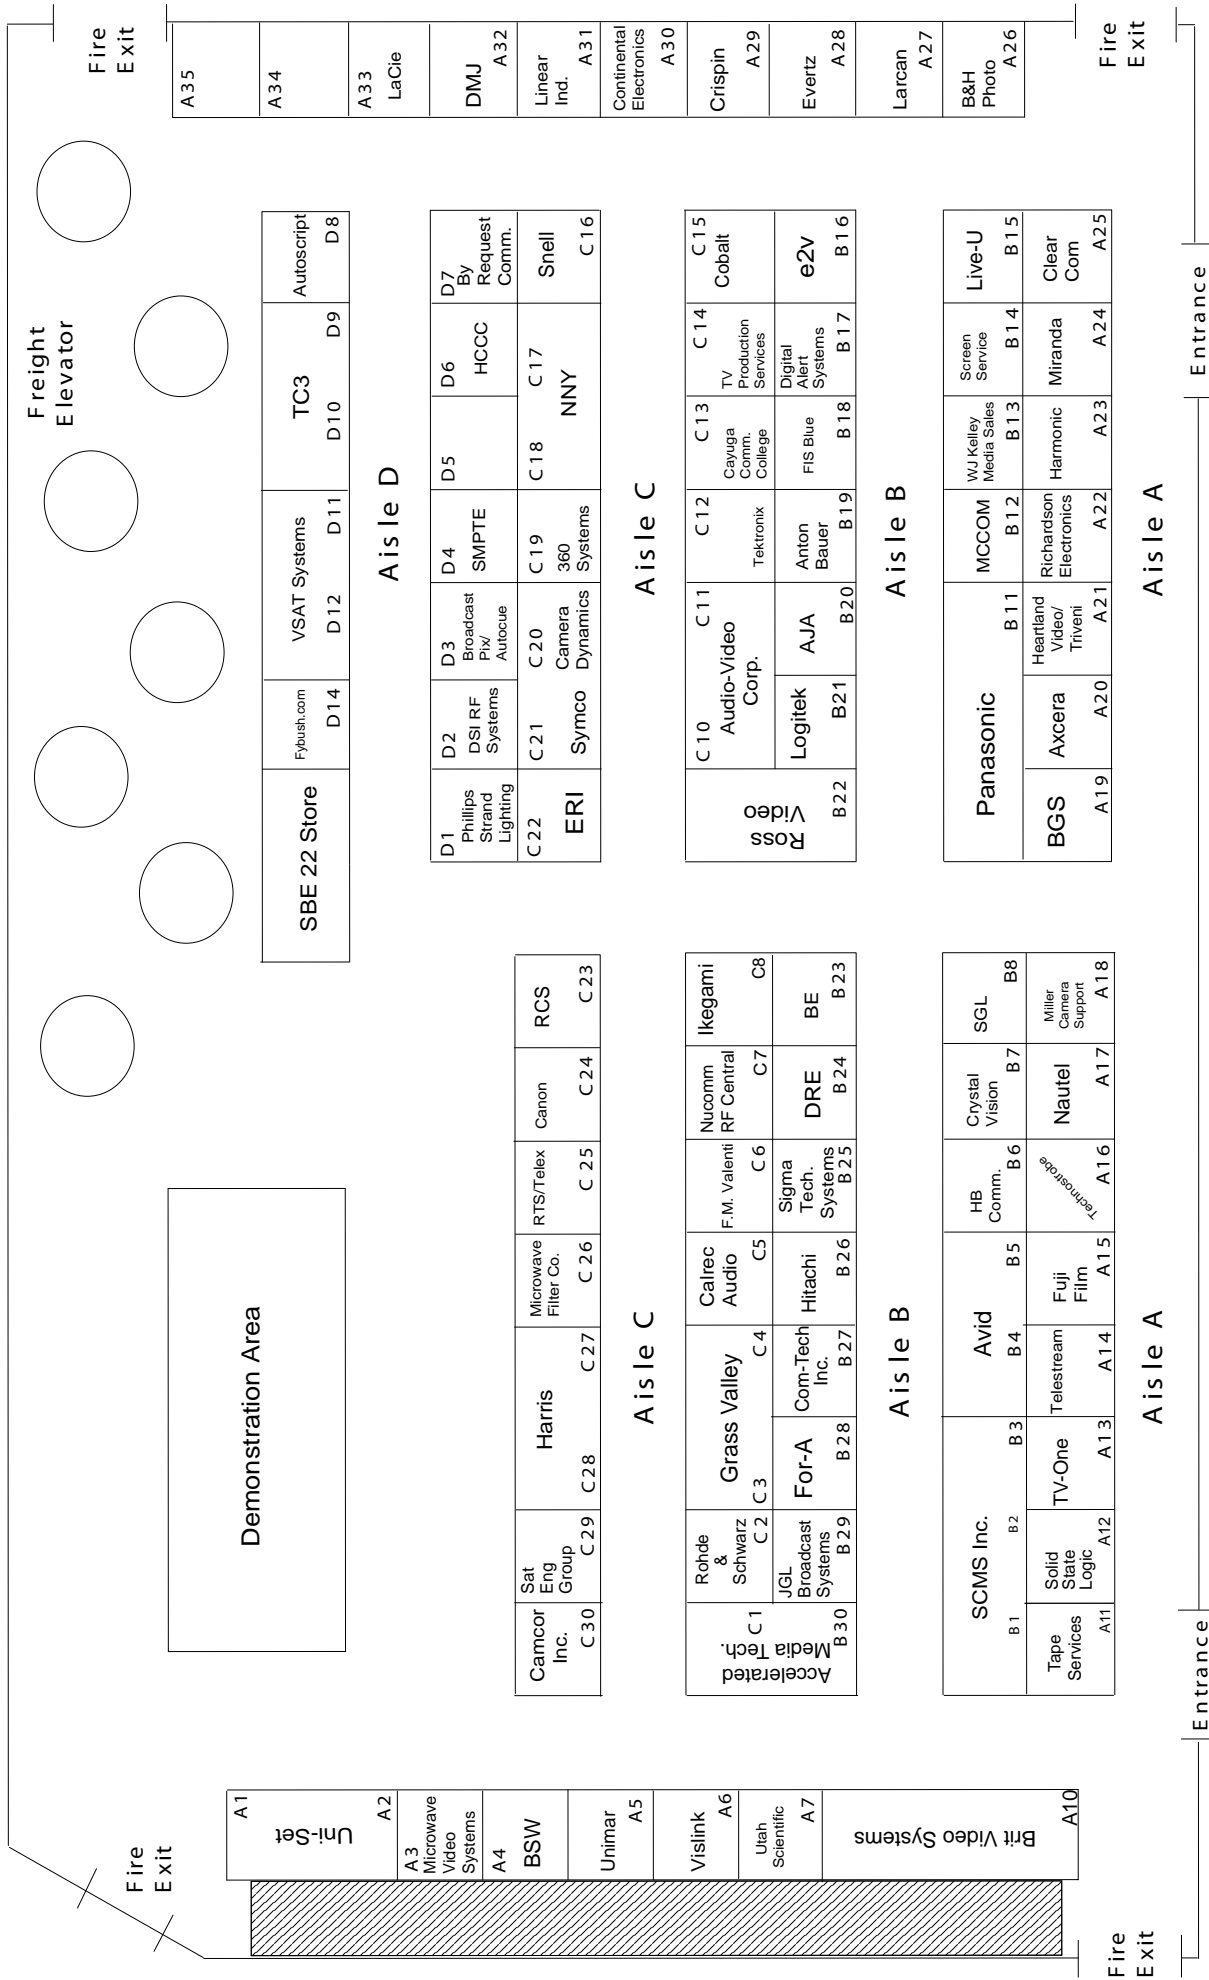 Fire
Exit
Freight
Elevator
Fire
Exit
Demonstration Area
SBE 22 Store
Fybush.com
D14
VSAT Systems
D12
D11
TC3
D10
D9
Autoscript
D8
A35
A34
A33
LaCie
DMJ
A32
Linear
Ind.
A31
Continental
Electronics
A30
Crispin
A29
Evertz
A28
Larcan
A27
B&H
Photo
A26
Fire
Exit
Aisle D
D1
Phillips
Strand
Lighting
D2
DSI RF
Systems
D3
Broadcast
Pix/
Autocue
D4
SMPTE
D5
D6
HCCC
D7
By
Request
Comm.
C22
ERI
C21
Symco
C20
Camera
Dynamics
C19
360
Systems
C18
C17
NNY
Snell
C16
Camcor
Inc.
C30
Sat
Eng
Group
C29
Harris
C28
C27
Microwave
Filter Co.
C26
RTS/Telex
C25
Canon
C24
RCS
C23
Aisle C
Aisle C
Accelerated
Media Tech.
C1
B30
Rohde
&
Schwarz
C2
Grass Valley
C3
C4
Calrec
Audio
C5
F.M. Valenti
C6
Nucomm
RF Central
C7
Ikegami
C8
JGL
Broadcast
Systems
B29
For-A
B28
Com-Tech
Inc.
B27
Hitachi
B26
Sigma
Tech.
Systems
B25
DRE
B24
BE
B23
Ross
Video
B22
C10
Audio-Video
Corp.
C11
C12
Tektronix
C13
Cayuga
Comm.
College
C14
TV
Production
Services
C15
Cobalt
Logitek
B21
AJA
B20
Anton
Bauer
B19
FIS Blue
B18
Digital
Alert
Systems
B17
e2v
B16
Aisle B
Aisle B
SCMS Inc.
B1
B2
B3
Avid
B4
B5
HB
Comm.
B6
Crystal
Vision
B7
SGL
B8
Tape
Services
A11
Solid
State
Logic
A12
TV-One
A13
Telestream
A14
Fuji
Film
A15
Technostrobe
A16
Nautel
A17
Miller
Camera
Support
A18
Panasonic
B11
MCCOM
B12
WJ Kelley
Media Sales
B13
Screen
Service
B14
Live-U
B15
BGS
A19
Axcera
A20
Heartland
Video/
Triveni
A21
Richardson
Electronics
A22
Harmonic
A23
Miranda
A24
Clear
Com
A25
Aisle A
Aisle A
A1
Uni-Set
A2
A3
Microwave
Video
Systems
A4
BSW
Unimar
A5
Vislink
A6
Utah
Scientific
A7
Brit Video Systems
A10
Fire
Exit
Entrance
Entrance